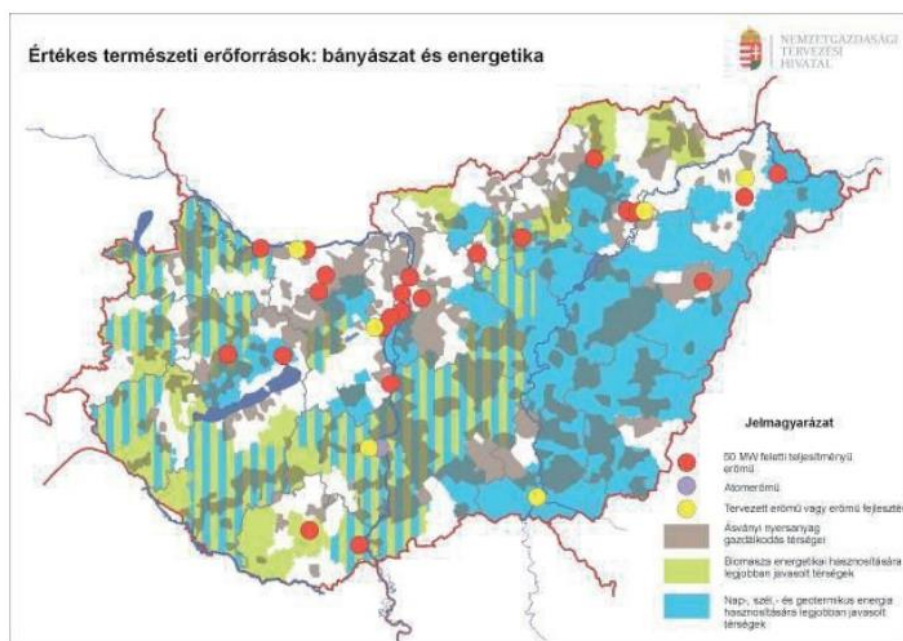 Értékes természeti erőforrások: bányászat és energetika
NEMZETGAZDASÁGI
TERVEZÉSI
HIVATAL
Jelmagyarázat
50 MW feletti teljesítményű
erőmű
Atomerőmű
Tervezett erőmű vagy erőmű fejleszté
Ásványi nyersanyag
gazdálkodás térségei
Biomasza energetikai hasznosítására
legjobban javasolt térségek
Nap-, szél,- és geotermikus energia
hasznosítására legjobban javasolt
térségek